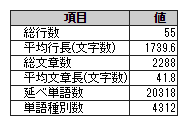 項目 値
総行数 55
平均行長(文字数) 1739.6
総文章数 2288
平均文章長(文字数) 41.8
延べ単語数 20318
単語種別数 4312